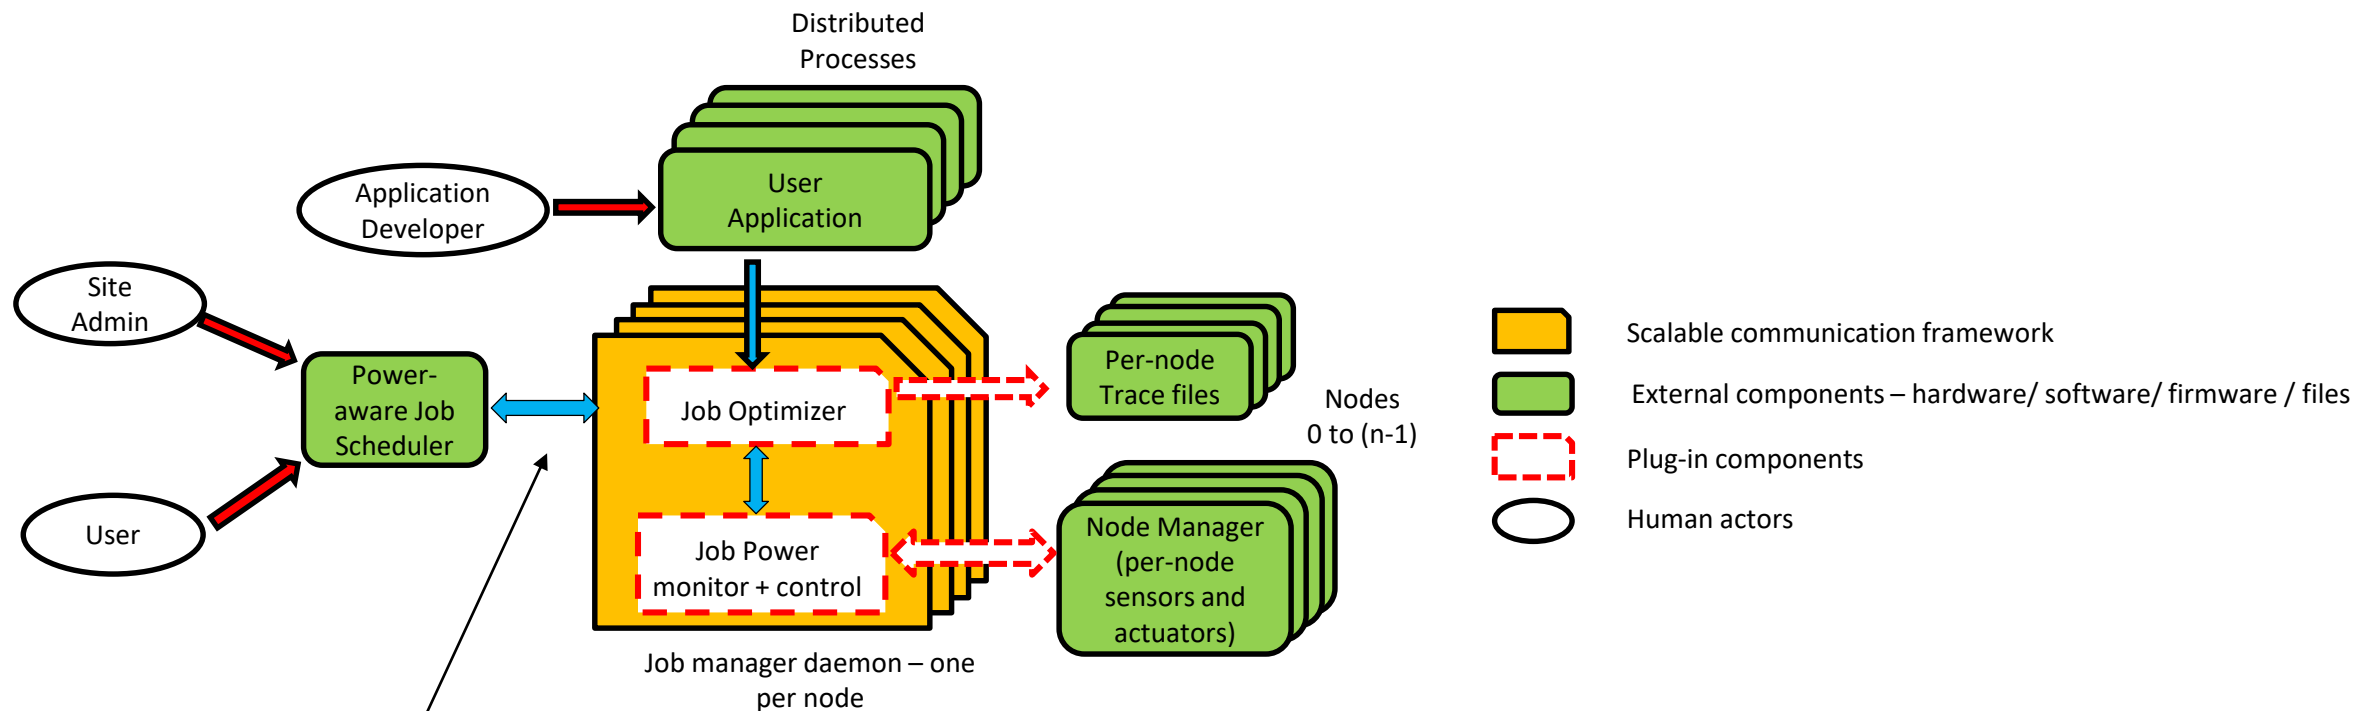 Distributed
Processes
User
Application
Application
Developer
Site
Admin
Power-
aware Job
Scheduler
User
Job Optimizer
Job Power
monitor + control
Job manager daemon – one
per node
Per-node
Trace files
Nodes
0 to (n-1)
Node Manager
(per-node
sensors and
actuators)
Scalable communication framework
External components – hardware/ software/ firmware / files
Plug-in components
Human actors